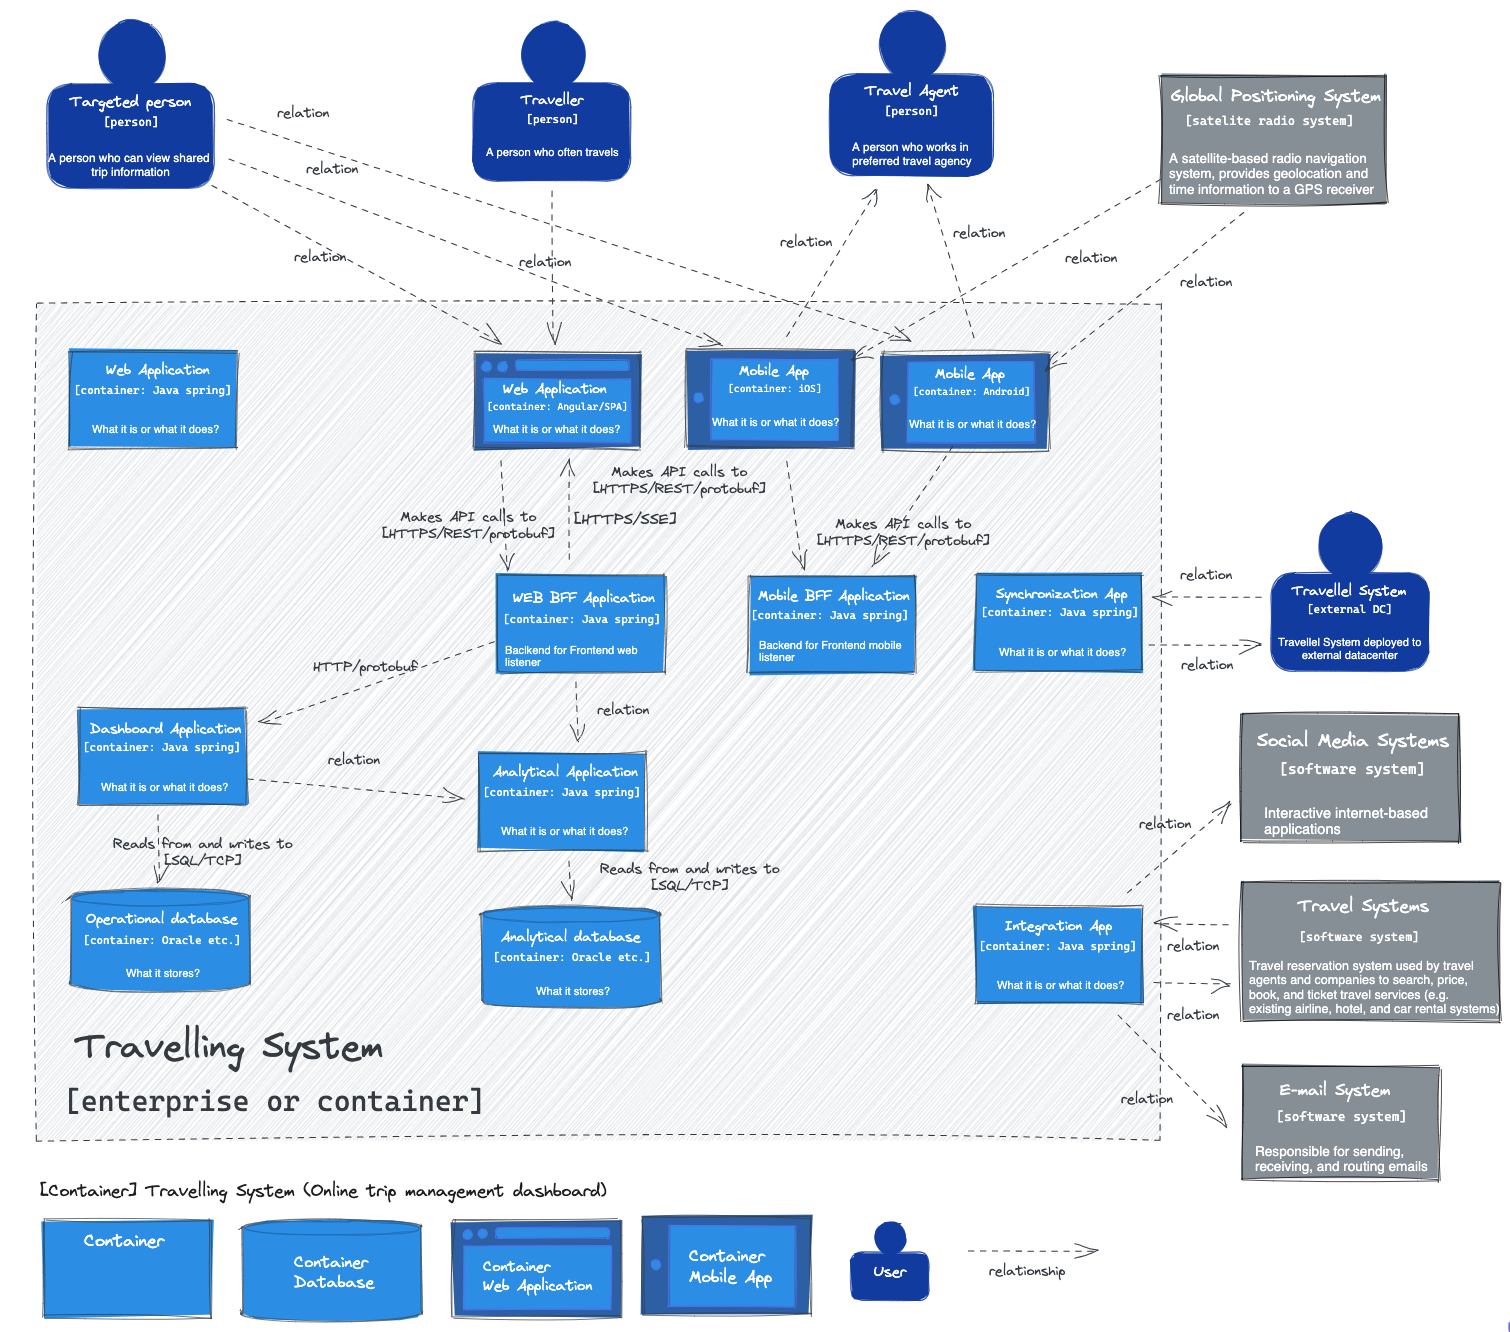 Targeted person
[person]
A person who can view shared
trip information
Traveller
[person]
A person who often travels
Travel Agent
[person]
A person who works in
preferred travel agency
Global Positioning System
[satelite radio system]
A satellite-based radio navigation
system, provides geolocation and
time information to a GPS receiver
relation
relation
relation
relation
relation
relation
relation
relation
Web Application
[container: Java spring]
What it is or what it does?
Web Application
[container: Angular/SPA]
What it is or what it does?
Mobile App
[container: iOS]
What it is or what it does?
Mobile App
[container: Android]
What it is or what it does?
Makes API calls to
[HTTPS/REST/protobuf]
[HTTPS/SSE]
Makes API calls to
[HTTPS/REST/protobuf]
Makes API calls to
[HTTPS/REST/protobuf]
WEB BFF Application
[container: Java spring]
Baclkend for Frontend web
listener
Mobile BFF Application
[container: Java spring]
Backend for Frontend mobile
listener
Synchronization App
[container: Java spring]
What it is or what it does?
relation
relation
Travellel System
[external DC]
Travellel System deployed to
external datacenter
HTTP/protobuf
relation
Dashboard Application
[container: Java spring]
What it is or what it does?
relation
Analytical Application
[container: Java spring]
What it is or what it does?
Social Media Systems
[software system]
Interactive internet-based
applications
relation
Reads from and writes to
[SQL/TCP]
Reads from and writes to
[SQL/TCP]
Operational database
[container: Oracle etc.]
What it stores?
Analytical database
[container: Oracle etc.]
What it stores?
Integration App
[container: Java spring]
What it is or what it does?
relation
relation
Travel Systems
[software system]
Travel reservation system used by travel
agents and companies to search, price,
book, and ticket travel services (e.g.
existing airline, hotel, and car rental systems)
relation
E-mail System
[software system]
Responsible for sending,
receiving, and routing emails
Travelling System
[enterprise or container]
[Container] Travelling System (Online trip management dashboard)
Container
Container
Database
Container
Web Application
Container
Mobile App
User
relationship